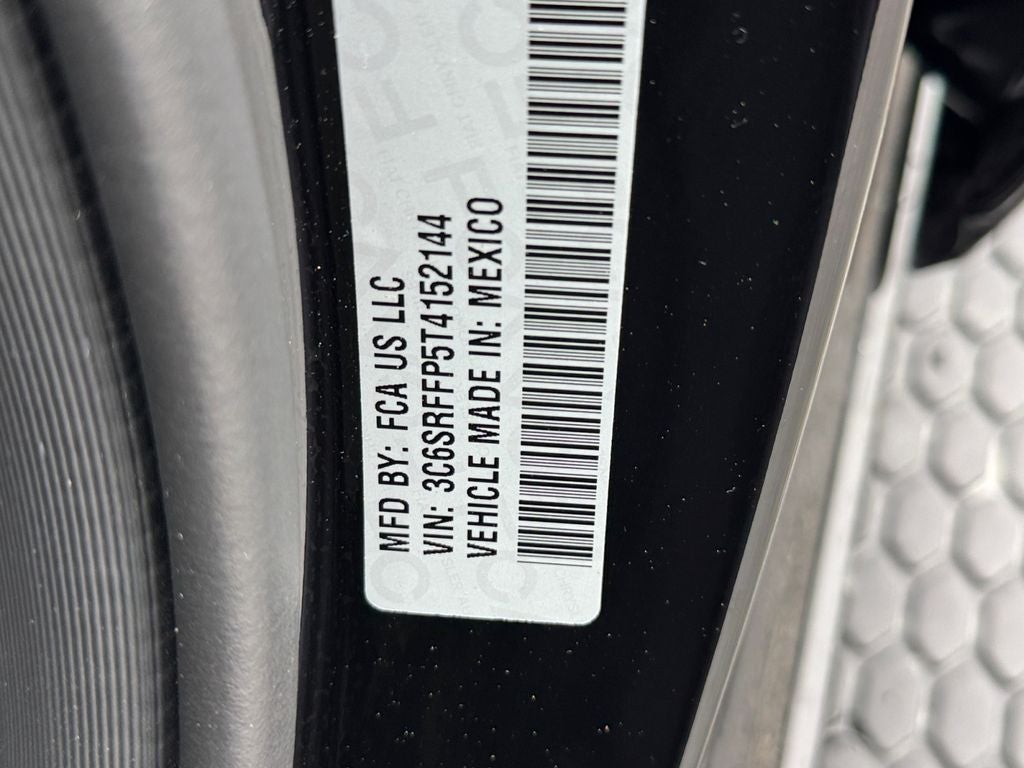 MFD BY: FCA US LLC
VIN: 3C6SRFFP5T4152144
VEHICLE MADE IN: MEXICO